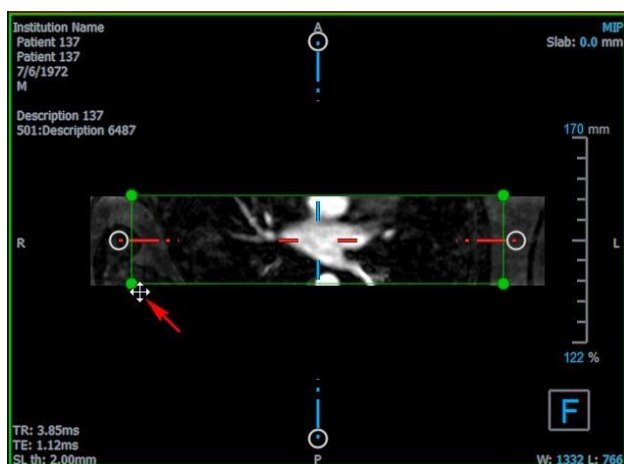 Institution Name
Patient 137
Patient 137
7/6/1972
M
Description 137
501:Description 6487
A
MIP
Slab: 0.0 mm
170 mm
R
L
122 %
F
TR: 3.85ms
TE: 1.12ms
SL th: 2.00mm
P
W: 1332 L: 766